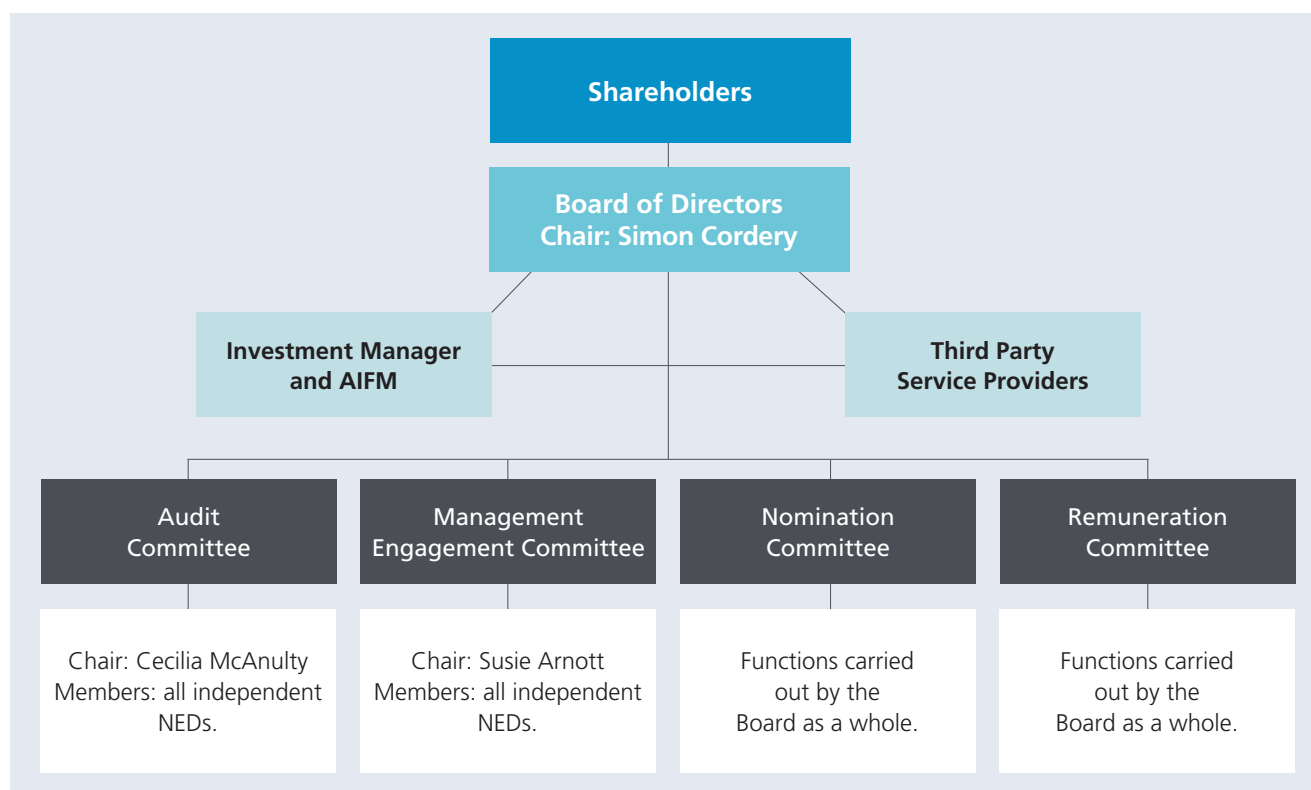 Shareholders
Board of Directors
Chair: Simon Cordery
Investment Manager
and AIFM
Third Party
Service Providers
Audit
Committee
Management
Engagement Committee
Nomination
Committee
Remuneration
Committee
Chair: Cecilia McAnulty
Members: all independent
NEDs.
Chair: Susie Arnott
Members: all independent
NEDs.
Functions carried
out by the
Board as a whole.
Functions carried
out by the
Board as a whole.